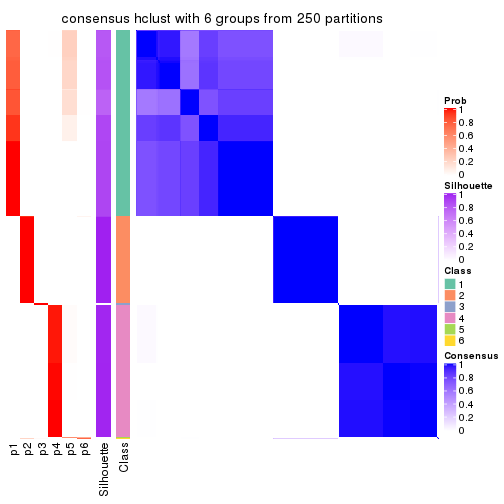 consensus hclust with 6 groups from 250 partitions
Prob
1
0.8
0.6
0.4
0.2
0
Silhouette
1
0.8
0.6
0.4
0.2
0
Class
1
2
3
4
5
6
Consensus
1
0.8
0.6
0.4
0.2
0
p1
p2
p3
p4
p5
p6
Silhouette
Class